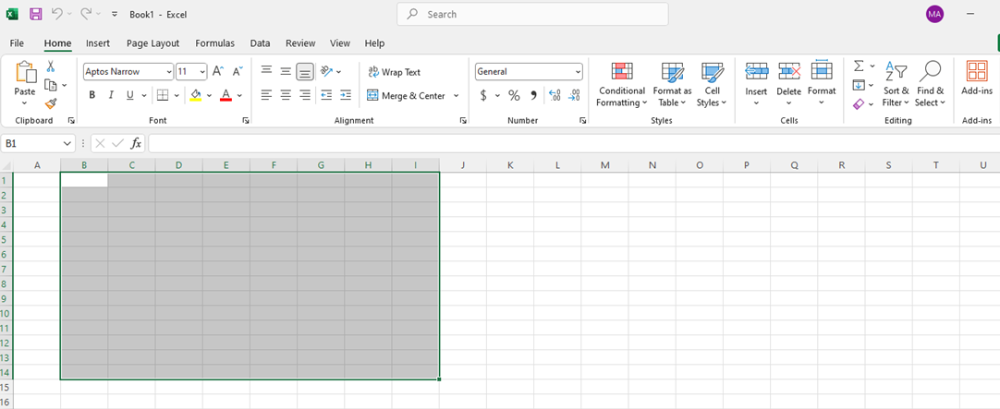 Book1 - Excel
Search
MA
File Home Insert Page Layout Formulas Data Review View Help
Paste
Clipboard
Aptos Narrow 11 A A
B I U A
Font
ab Wrap Text
Merge & Center
Alignment
General
$ % 9 .00 .00
Number
Conditional Formatting
Format as Table
Cell Styles
Styles
Insert Delete Format
Cells
Σ
Sort & Filter
Find & Select
Editing
Add-ins
Add-ins
B1 fx
A B C D E F G H I J K L M N O P Q R S T U
1
2
3
4
5
6
7
8
9
10
11
12
13
14
15
16